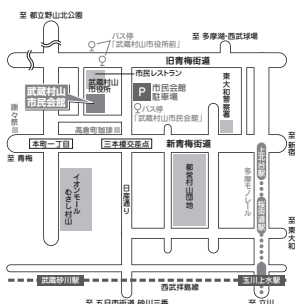 至 都立野山北公園
至 多摩湖・西武球場
バス停
「武蔵村山市役所前」
旧青梅街道
市民レストラン
武蔵村山
市役所
武蔵村山
市民会館
P 市民会館
駐車場
東大和警察署
バス停
「武蔵村山市民会館」
謝々祭
高倉町珈琲
至 新宿
本町一丁目
三本榎交差点
新青梅街道
至 青梅
上北台駅
イオンモール
むさし村山
日産通り
都営村山団地
多摩モノレール
桜街道駅
至 東大和
武蔵砂川駅
西武拝島線
玉川上水駅
至 五日市街道 砂川三番
至 立川